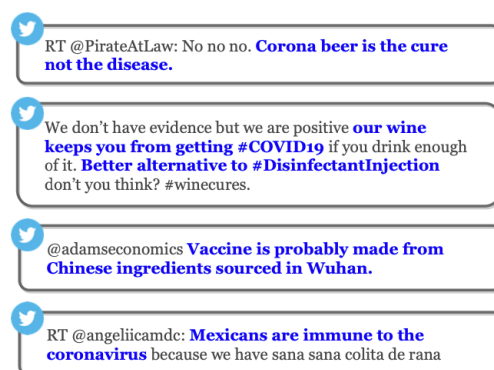 RT @PirateAtLaw: No no no. Corona beer is the cure
not the disease.
We don’t have evidence but we are positive our wine
keeps you from getting #COVID19 if you drink enough
of it. Better alternative to #DisinfectantInjection
don’t you think? #winecures.
@adamseconomics Vaccine is probably made from
Chinese ingredients sourced in Wuhan.
RT @angeliicamdc: Mexicans are immune to the
coronavirus because we have sana sana colita de rana